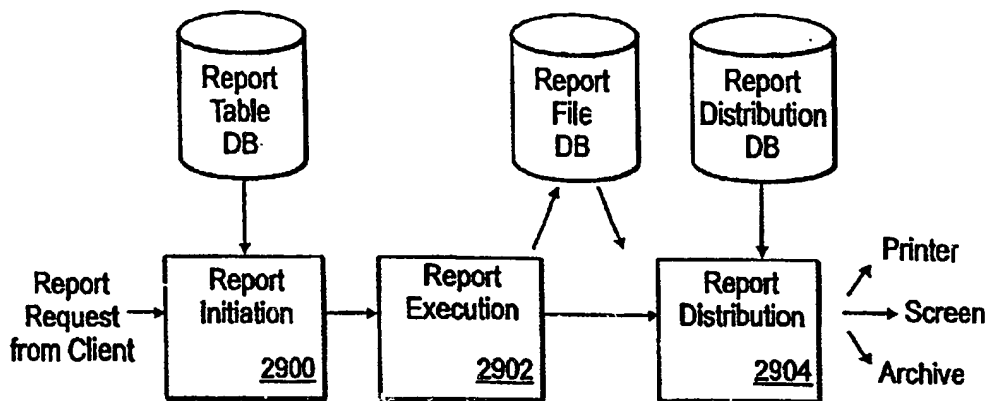 Report
Table
DB
Report
File
DB
Report
Distribution
DB
Report
Request
from Client
Report
Initiation
2900
Report
Execution
2902
Report
Distribution
2904
Printer
Screen
Archive